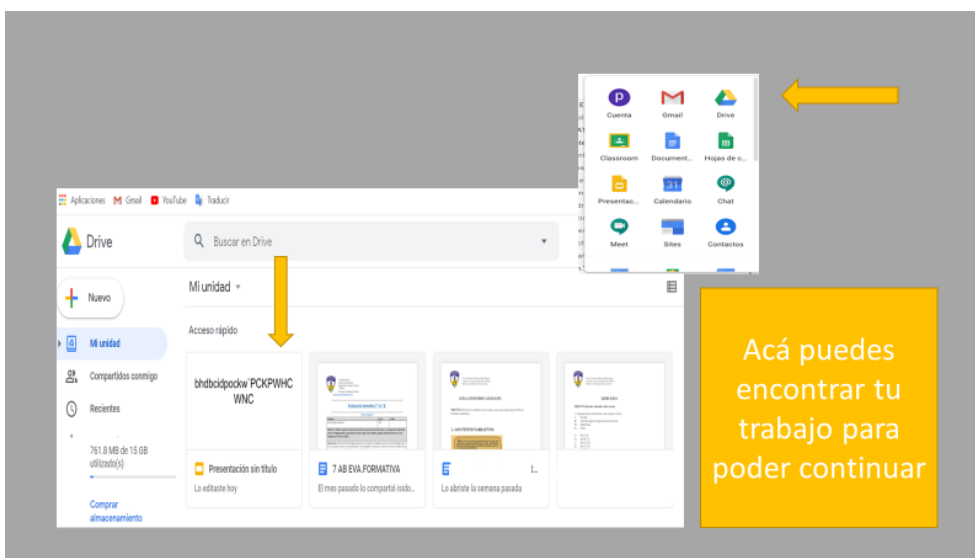 Cuenta Gmail Drive
Classroom Document... Hojas de c...
Presentac... Calendario Chat
Meet Sites Contactos
Aplicaciones Gmail YouTube Traducir
Drive
Buscar en Drive
Nuevo
Mi unidad
Compartidos conmigo
Recientes
761.8 MB de 15 GB
utilizado(s)
Comprar
almacenamiento
Mi unidad
Acceso rápido
bhdbcidpockw`PCKPWHC
WNC
Presentación sin título
Lo editaste hoy
7 AB EVA.FORMATIVA
El mes pasado lo compartió isido...
Lo abriste la semana pasada
Acá puedes
encontrar tu
trabajo para
poder continuar